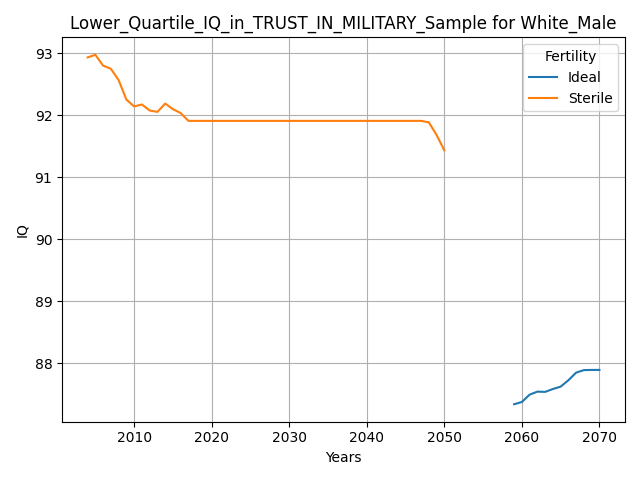 Lower_Quartile_IQ_in_TRUST_IN_MILITARY_Sample for White_Male
Fertility
Ideal
Sterile
93
92
91
90
89
88
IQ
2010 2020 2030 2040 2050 2060 2070
Years